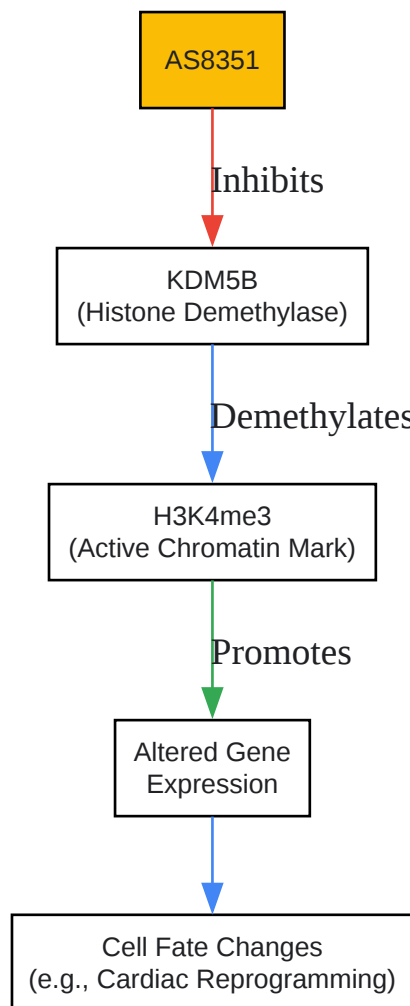 AS8351
Inhibits
KDM5B
(Histone Demethylase)
Demethylates
H3K4me3
(Active Chromatin Mark)
Promotes
Altered Gene
Expression
Cell Fate Changes
(e.g., Cardiac Reprogramming)